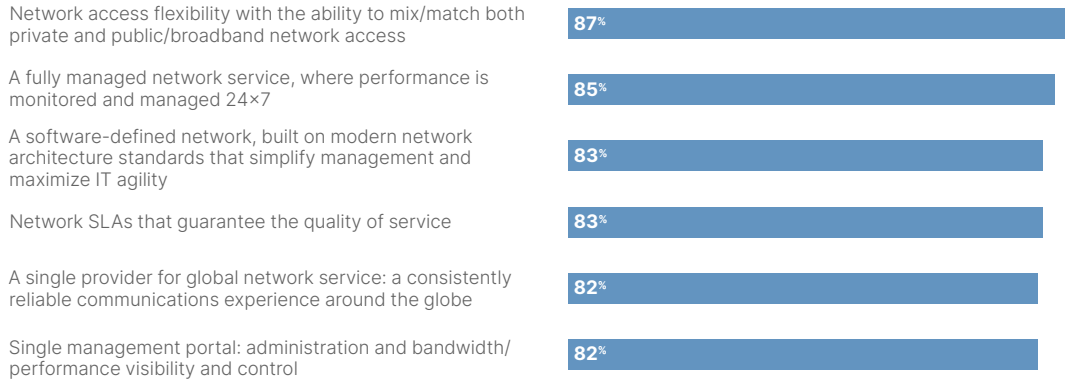 Network access flexibility with the ability to mix/match both
private and public/broadband network access
87%
A fully managed network service, where performance is
monitored and managed 24×7
85%
A software-defined network, built on modern network
architecture standards that simplify management and
maximize IT agility
83%
Network SLAs that guarantee the quality of service
83%
A single provider for global network service: a consistently
reliable communications experience around the globe
82%
Single management portal: administration and bandwidth/
performance visibility and control
82%